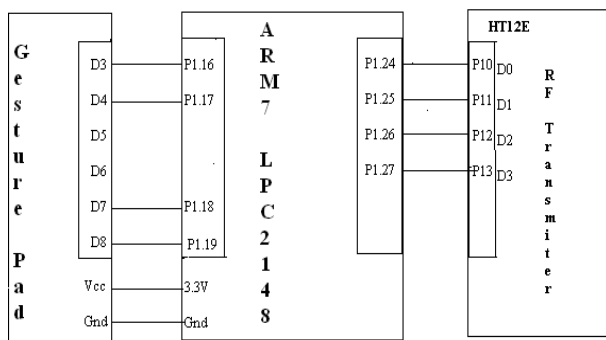 Gesture Pad
D3
D4
D5
D6
D7
D8
Vcc
Gnd
P1.16
P1.17
P1.18
P1.19
3.3V
Gnd
ARM7 LPC2148
P1.24
P1.25
P1.26
P1.27
HT12E
P10 D0
P11 D1
P12 D2
P13 D3
RF Transmiter